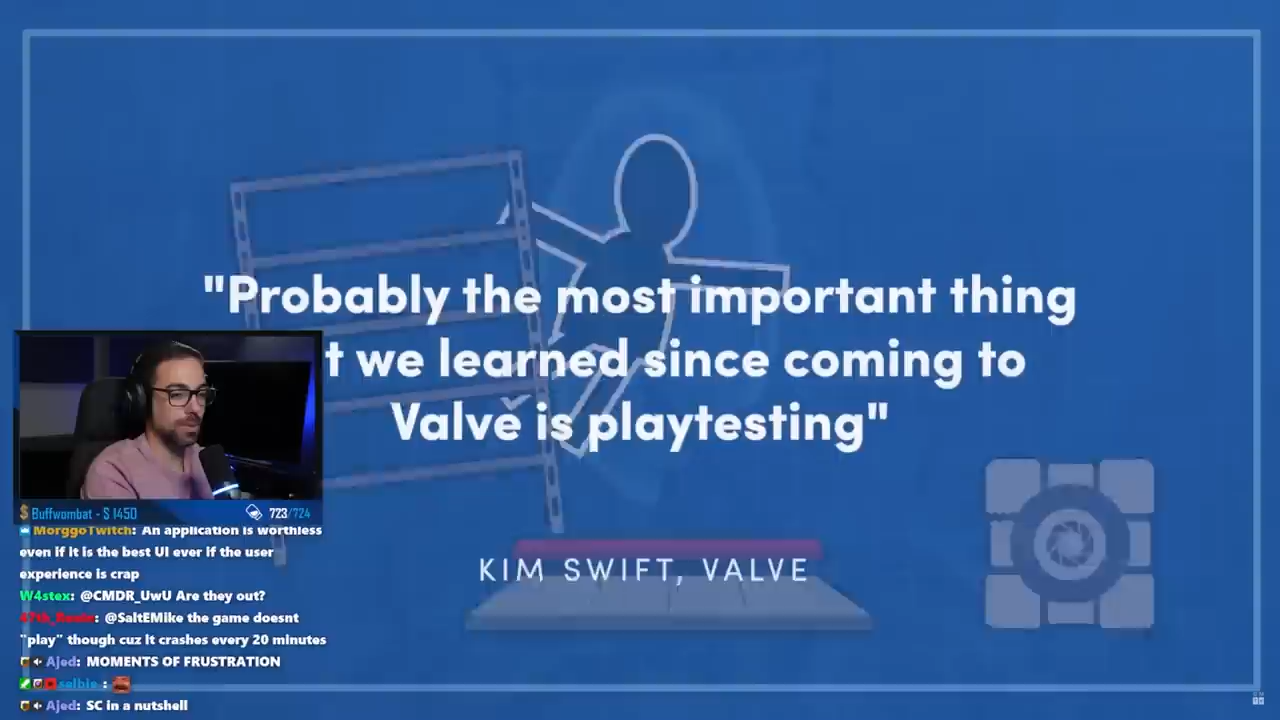 "Probably the most important thing
t we learned since coming to
Valve is playtesting"
KIM SWIFT, VALVE
$ Buffwombat - $ 1450
723/724
MorggoTwitch: An application is worthless
even if it is the best UI ever if the user
experience is crap
W4stex: @CMDR_UwU Are they out?
@SaltEMike the game doesnt
"play" though cuz it crashes every 20 minutes
Ajed: MOMENTS OF FRUSTRATION
selbie :
Ajed: SC in a nutshell